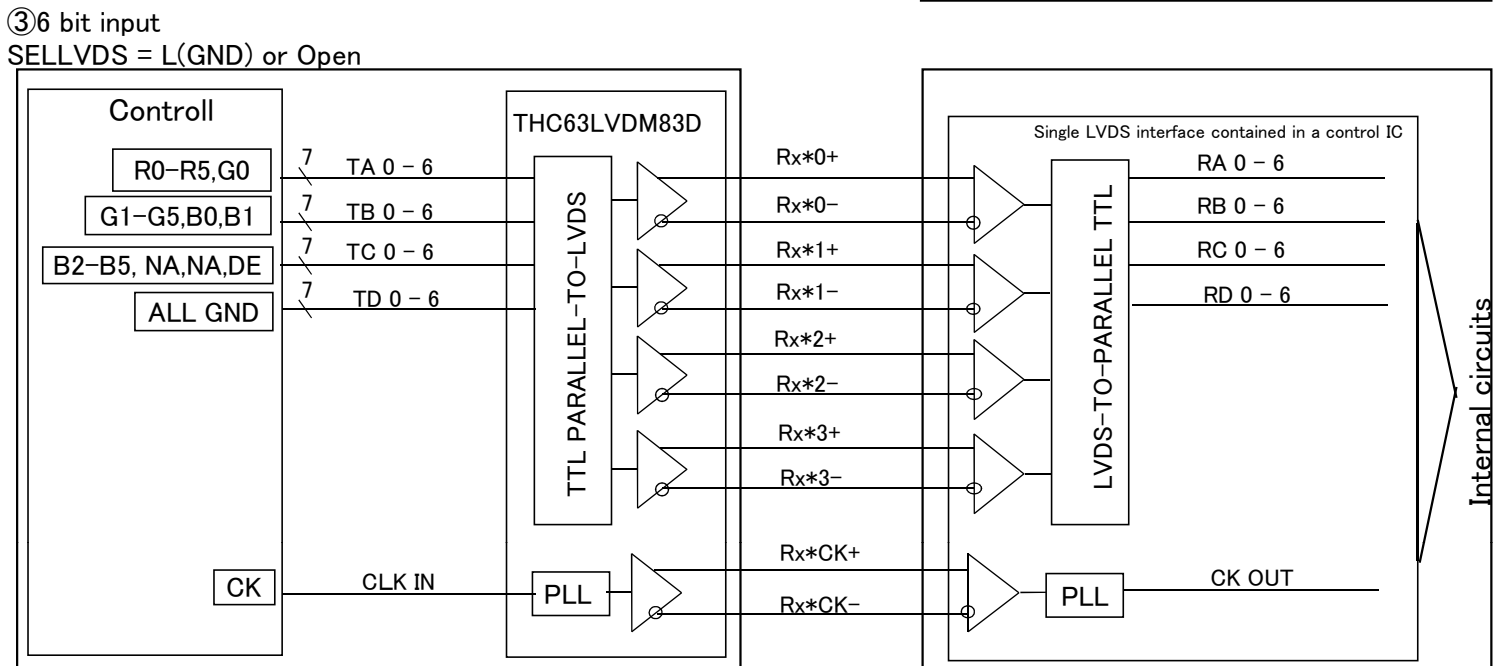 ③6 bit input
SELLVDS = L(GND) or Open
Controll
R0-R5,G0
G1-G5,B0,B1
B2-B5, NA,NA,DE
ALL GND
CK
7
TA 0 - 6
7
TB 0 - 6
7
TC 0 - 6
7
TD 0 - 6
CLK IN
THC63LVDM83D
TTL PARALLEL-TO-LVDS
PLL
Rx*0+
Rx*0-
Rx*1+
Rx*1-
Rx*2+
Rx*2-
Rx*3+
Rx*3-
Rx*CK+
Rx*CK-
Single LVDS interface contained in a control IC
LVDS-TO-PARALLEL TTL
PLL
RA 0 - 6
RB 0 - 6
RC 0 - 6
RD 0 - 6
CK OUT
Internal circuits